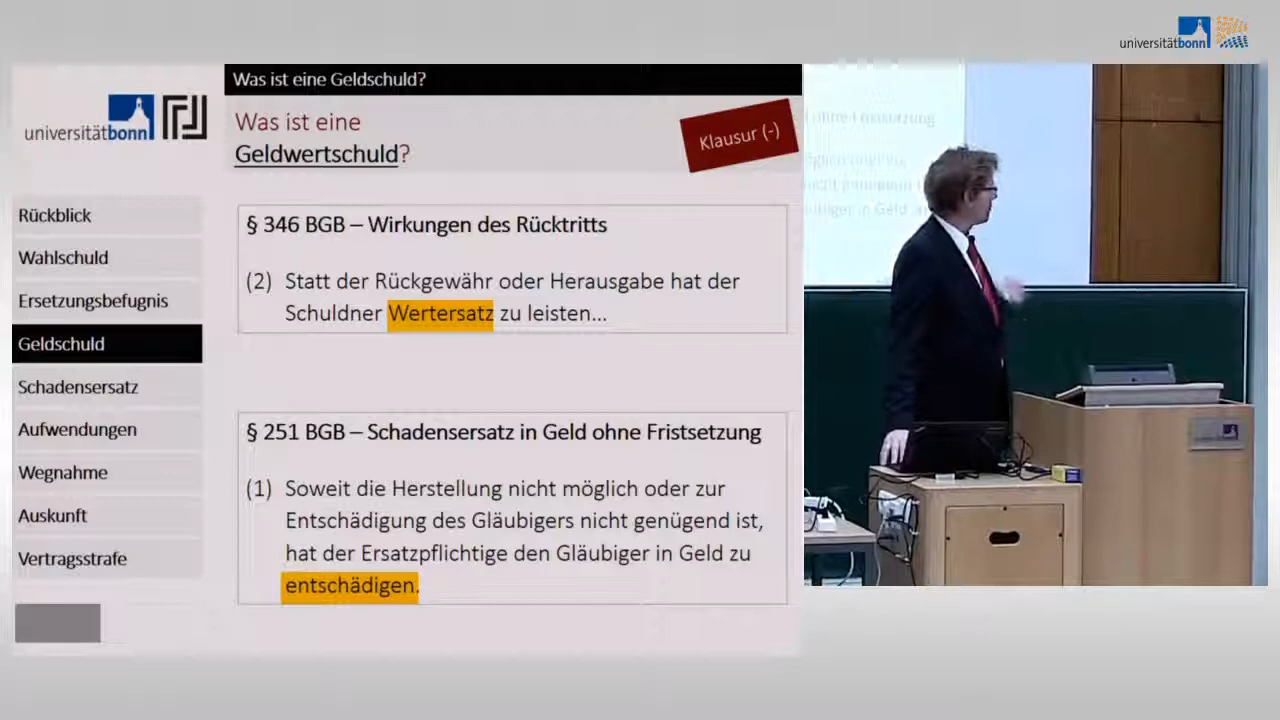 universitätbonn
Was ist eine Geldschuld?
universitätbonn
Was ist eine
Geldwertschuld?
Klausur (-)
Rückblick
Wahlschuld
Ersetzungsbefugnis
Geldschuld
Schadensersatz
Aufwendungen
Wegnahme
Auskunft
Vertragsstrafe
§ 346 BGB – Wirkungen des Rücktritts
(2) Statt der Rückgewähr oder Herausgabe hat der
Schuldner Wertersatz zu leisten...
§ 251 BGB – Schadensersatz in Geld ohne Fristsetzung
(1) Soweit die Herstellung nicht möglich oder zur
Entschädigung des Gläubigers nicht genügend ist,
hat der Ersatzpflichtige den Gläubiger in Geld zu
entschädigen.